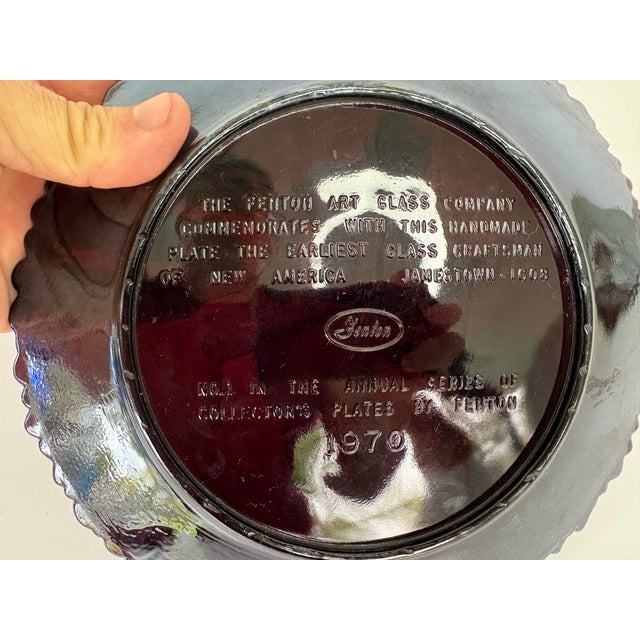 THE FENTON ART GLASS COMPANY
COMMEMORATES WITH THIS HANDMADE
PLATE THE EARLIEST GLASS CRAFTSMAN
OF NEW AMERICA JAMESTOWN-1608
Fenton
NO.1 IN THE ANNUAL SERIES OF
COLLECTOR'S PLATES BY FENTON
1970